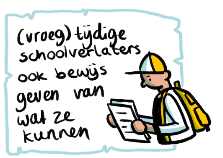 (vroeg)tijdige
schoolverlaters
ook bewijs
geven van
wat ze
kunnen